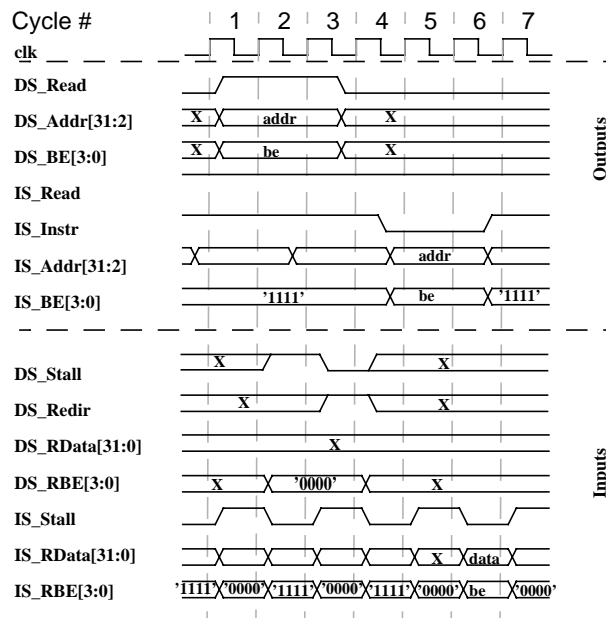 Cycle # 1 2 3 4 5 6 7
clk
DS_Read
DS_Addr[31:2] X addr X
DS_BE[3:0] X be X
IS_Read
IS_Instr
IS_Addr[31:2] addr
IS_BE[3:0] '1111' be '1111'
Outputs
DS_Stall X X
DS_Redir X X
DS_RData[31:0] X
DS_RBE[3:0] X '0000' X
IS_Stall
IS_RData[31:0] X data
IS_RBE[3:0] '1111' '0000' '1111' '0000' '1111' '0000' be '0000'
Inputs